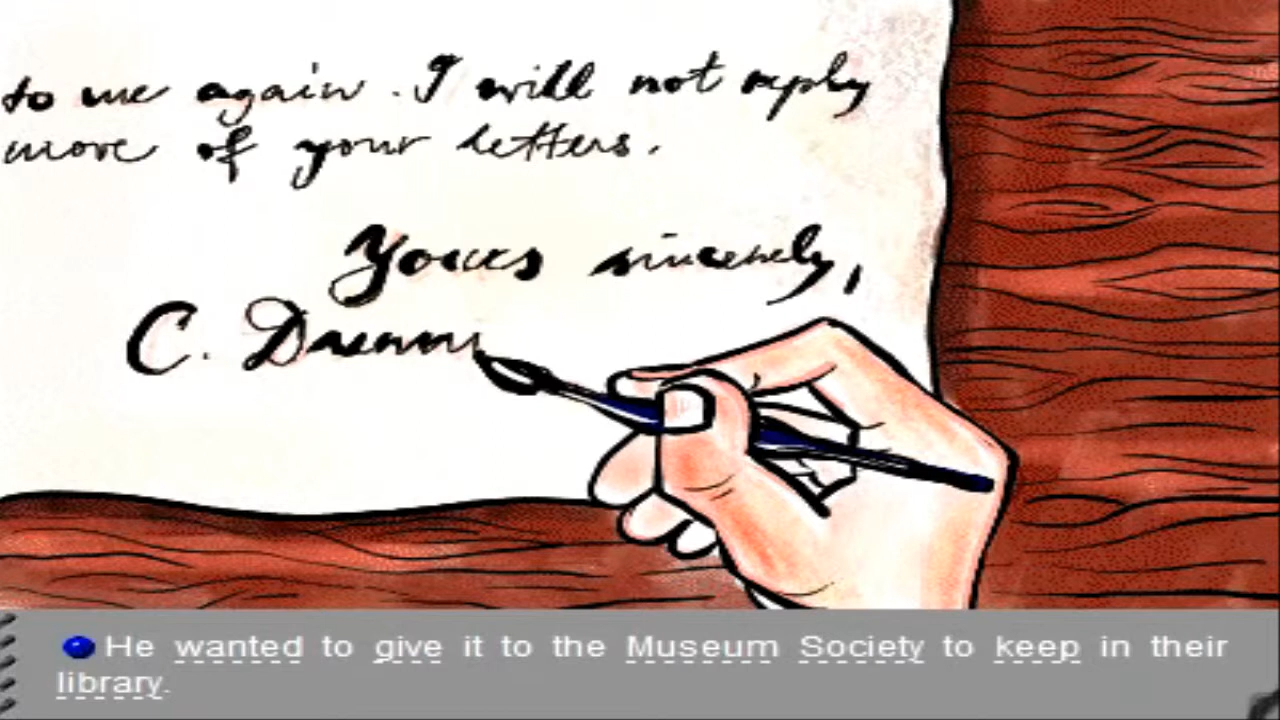 to me again. I will not reply
more of your letters.
Yours sincerely,
C.
He wanted to give it to the Museum Society to keep in their
library.